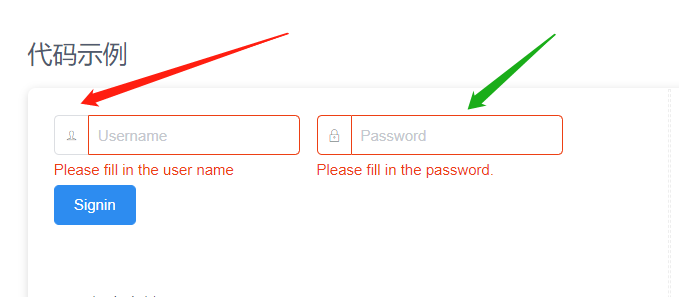 代码示例
Username
Password
Please fill in the user name
Please fill in the password.
Signin